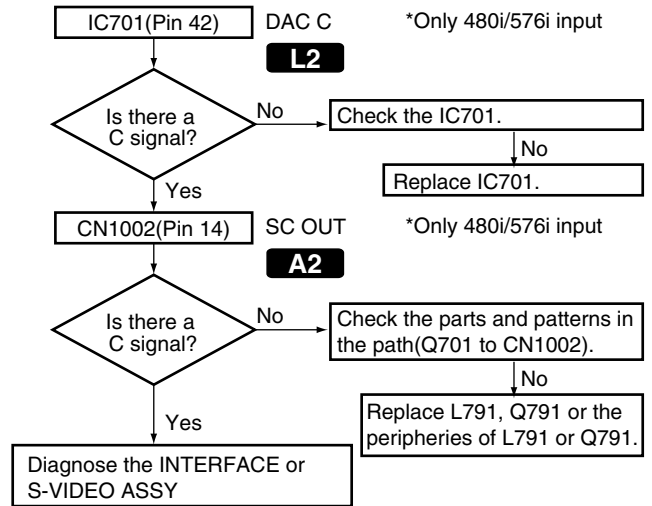 IC701(Pin 42) DAC C *Only 480i/576i input
L2
Is there a
C signal?
No
Check the IC701.
No
Replace IC701.
Yes
CN1002(Pin 14) SC OUT *Only 480i/576i input
A2
Is there a
C signal?
No
Check the parts and patterns in
the path(Q701 to CN1002).
No
Replace L791, Q791 or the
peripheries of L791 or Q791.
Yes
Diagnose the INTERFACE or
S-VIDEO ASSY